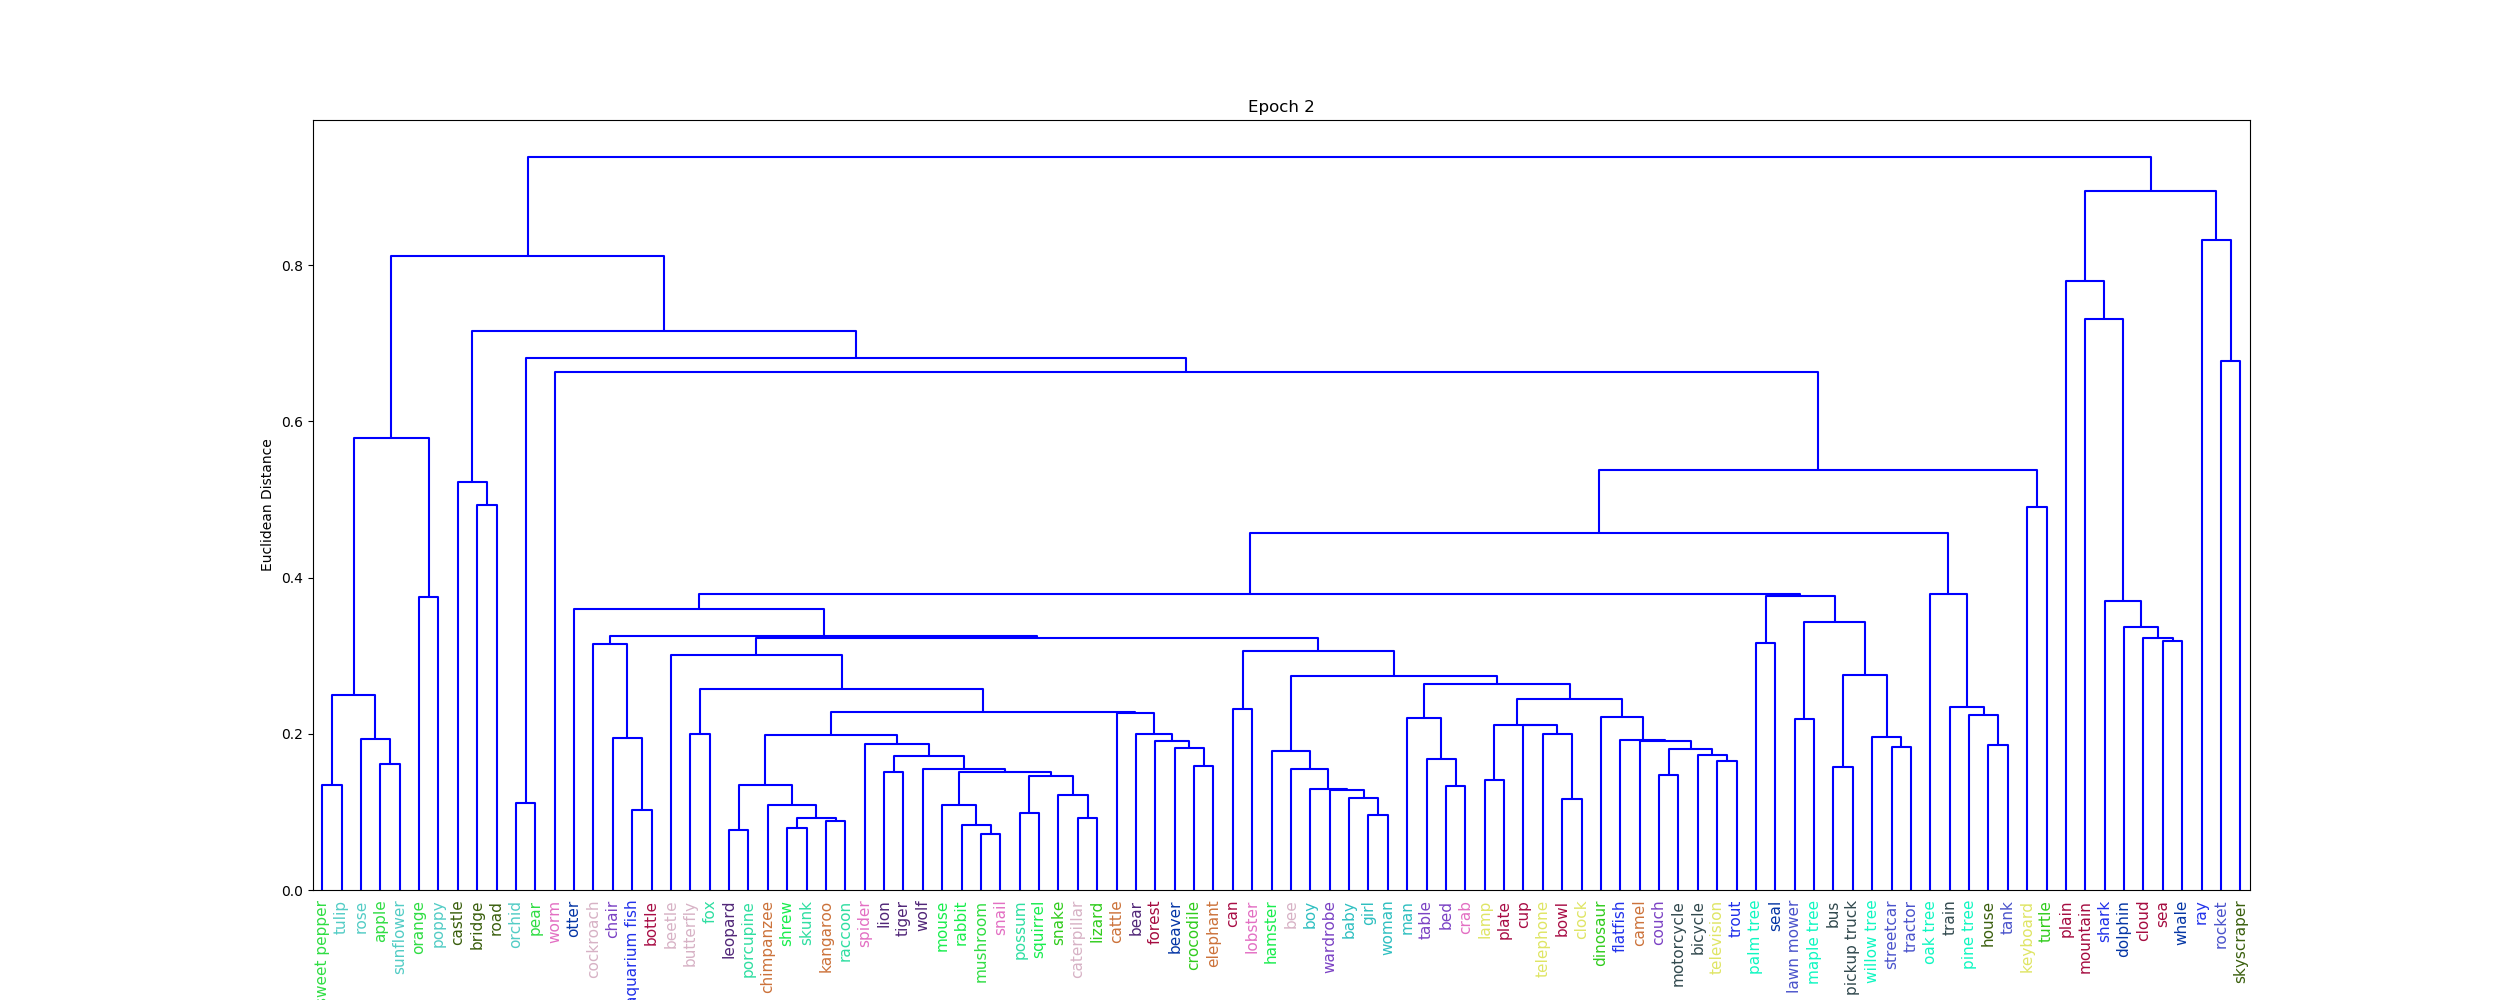 Epoch 2
Euclidean Distance
0.8
0.6
0.4
0.2
0.0
sweet pepper
tulip
rose
apple
sunflower
orange
poppy
castle
bridge
road
orchid
pear
worm
otter
cockroach
chair
aquarium fish
bottle
beetle
butterfly
fox
leopard
porcupine
chimpanzee
shrew
skunk
kangaroo
raccoon
spider
lion
tiger
wolf
mouse
rabbit
mushroom
snail
possum
squirrel
snake
caterpillar
lizard
cattle
bear
forest
beaver
crocodile
elephant
can
lobster
hamster
bee
boy
wardrobe
baby
girl
woman
man
table
bed
crab
lamp
plate
cup
telephone
bowl
clock
dinosaur
flatfish
camel
couch
motorcycle
bicycle
television
trout
palm tree
seal
lawn mower
maple tree
bus
pickup truck
willow tree
streetcar
tractor
oak tree
train
pine tree
house
tank
keyboard
turtle
plain
mountain
shark
dolphin
cloud
sea
whale
ray
rocket
skyscraper